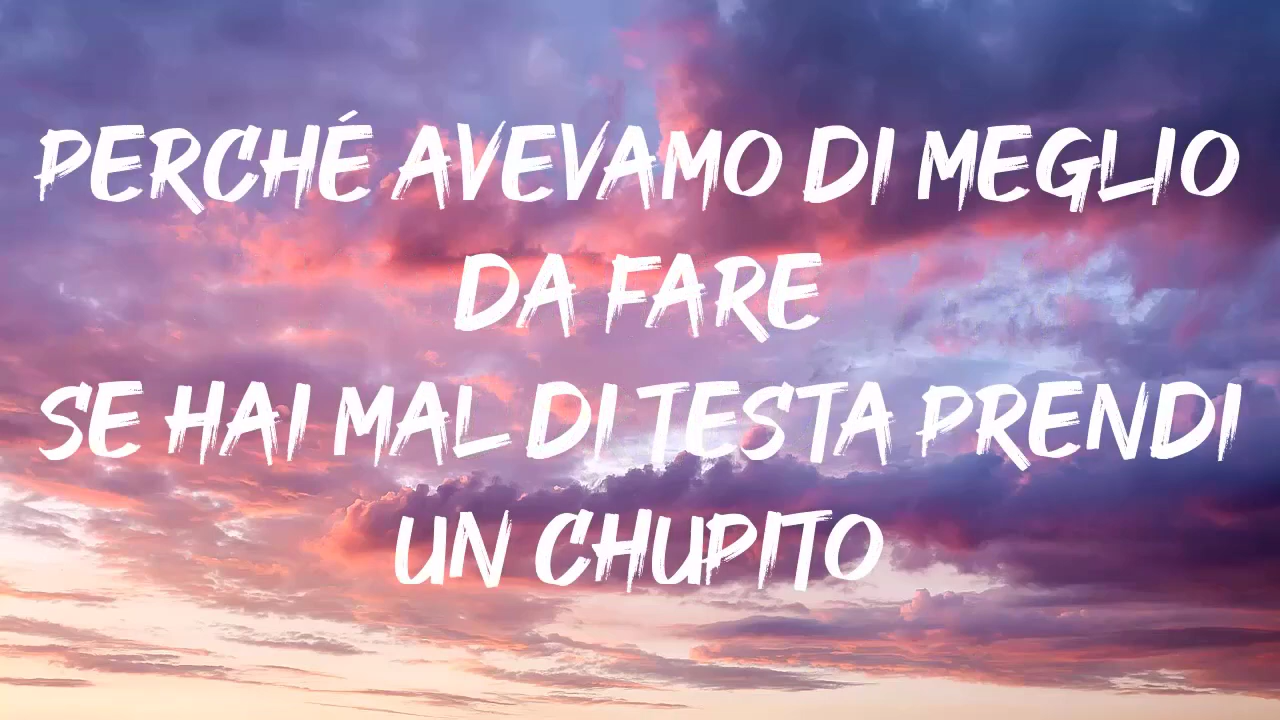 PERCHÉ AVEVAMO DI MEGLIO
DA FARE
SE HAI MAL DI TESTA PRENDI
UN CHUPITO